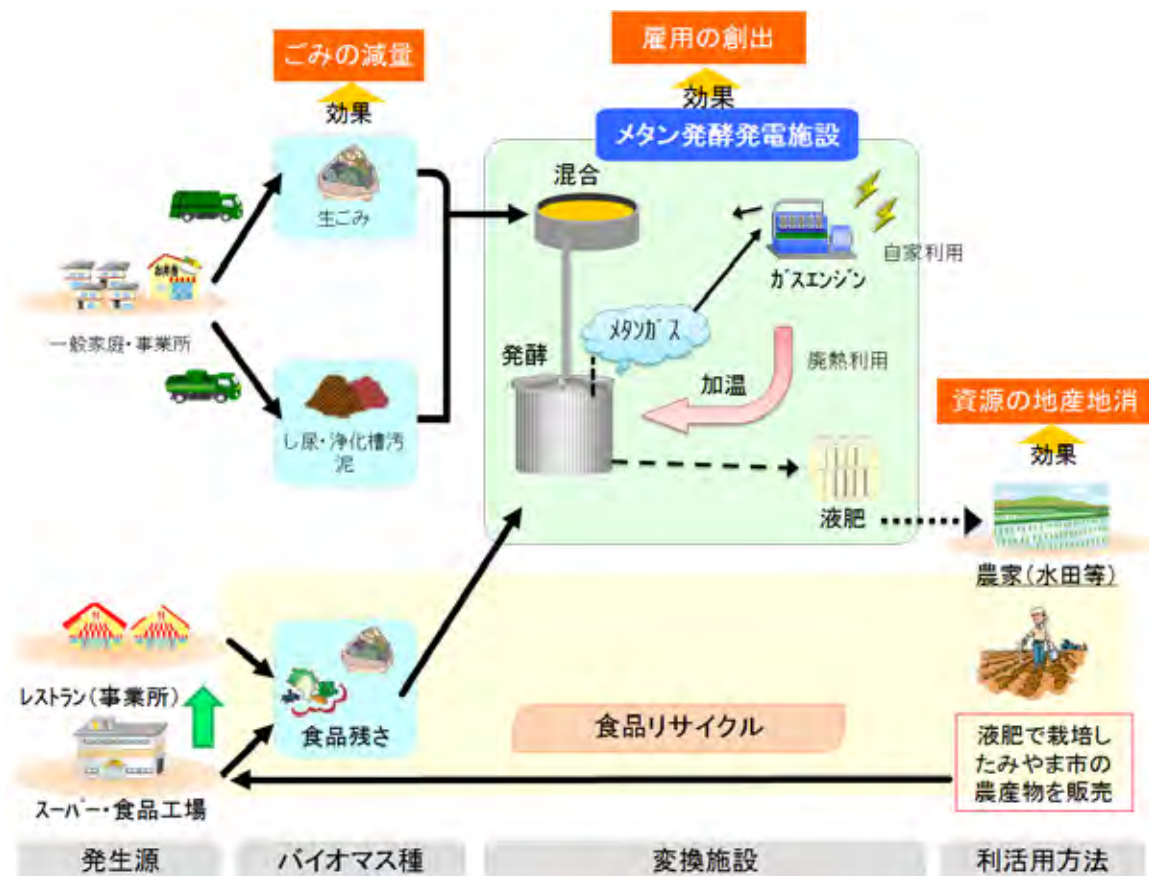 ごみの減量
効果
雇用の創出
効果
メタン発酵発電施設
混合
生ごみ
お弁当
一般家庭・事業所
ガスエンジン
自家利用
メタンガス
発酵
加温
廃熱利用
し尿・浄化槽汚
泥
液肥
資源の地産地消
効果
農家(水田等)
レストラン(事業所)
食品残さ
食品リサイクル
スーパー・食品工場
液肥で栽培し
たみやま市の
農産物を販売
発生源
バイオマス種
変換施設
利活用方法